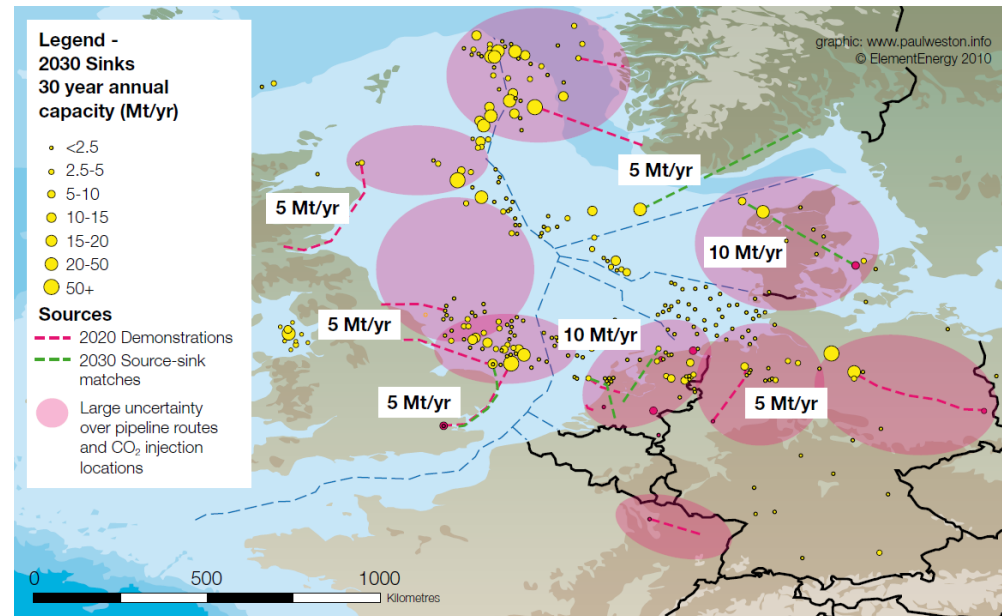 Legend -
2030 Sinks
30 year annual
capacity (Mt/yr)
<2.5
2.5-5
5-10
10-15
15-20
20-50
50+
Sources
2020 Demonstrations
2030 Source-sink
matches
Large uncertainty
over pipeline routes
and CO₂ injection
locations
graphic: www.paulweston.info
© ElementEnergy 2010
5 Mt/yr
5 Mt/yr
10 Mt/yr
5 Mt/yr
10 Mt/yr
5 Mt/yr
5 Mt/yr
0 500 1000
Kilometres